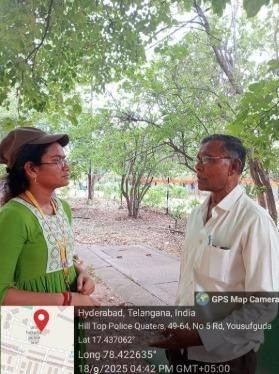 GPS Map Camera
Hyderabad, Telangana, India
Hill Top Police Quaters, 49-64, No 5 Rd, Yousufguda
Lat 17.437062°
Long 78.422635°
18/9/2025 04:42 PM GMT+05:00